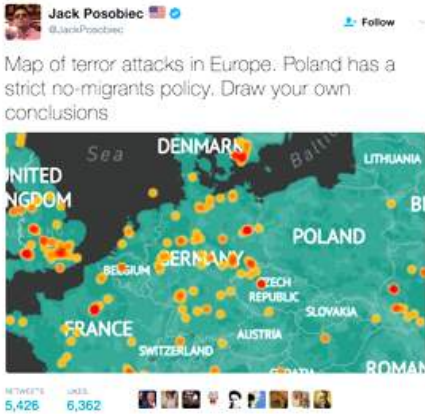 Jack Posobiec
@JackPosobiec
Follow
Map of terror attacks in Europe. Poland has a
strict no-migrants policy. Draw your own
conclusions
Sea
DENMARK
Baltic
LITHUANIA
UNITED
NGDOM
POLAND
GERMANY
BELGIUM
CZECH
REPUBLIC
SLOVAKIA
FRANCE
AUSTRIA
SWITZERLAND
ROMAN
RETWEETS
LIKES
5,426
6,362